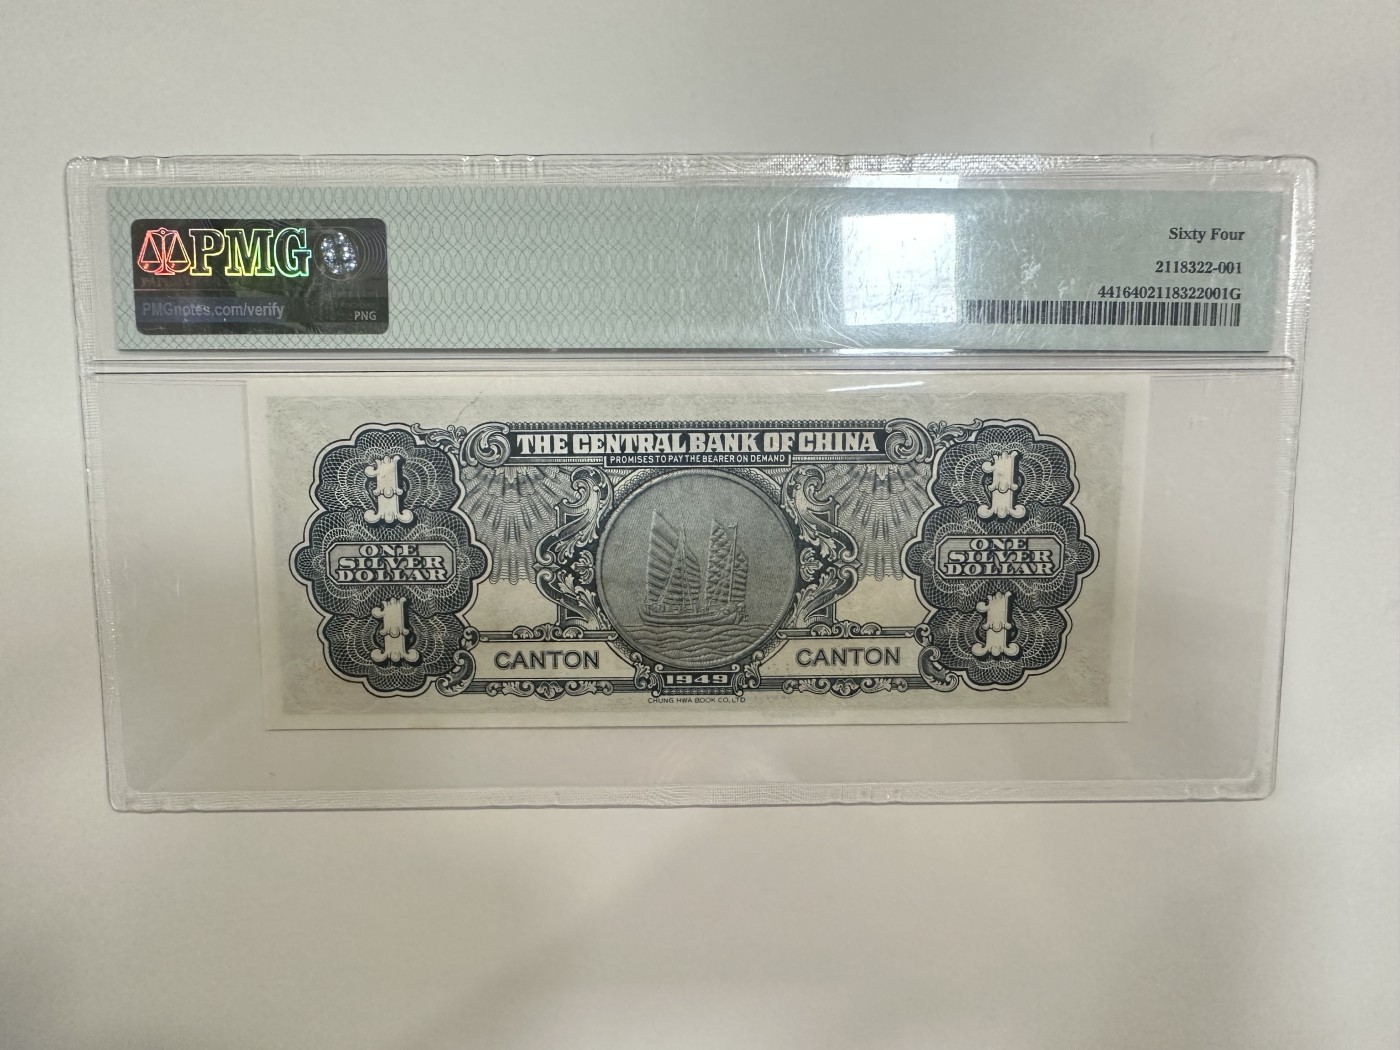 PMG
PMGnotes.com/verify
PNG
Sixty Four
2118322-001
4416402118322001G
THE CENTRAL BANK OF CHINA
PROMISES TO PAY THE BEARER ON DEMAND
1
1
ONE
SILVER
DOLLAR
ONE
SILVER
DOLLAR
1
1
CANTON
CANTON
1949
CHUNG HWA BOOK CO. LTD